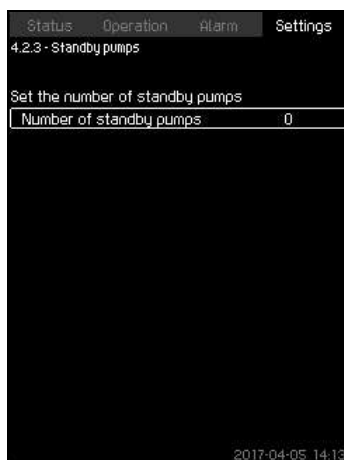 Status Operation Alarm Settings
4.2.3 - Standby pumps
Set the number of standby pumps
Number of standby pumps 0
2017-04-05 14:13